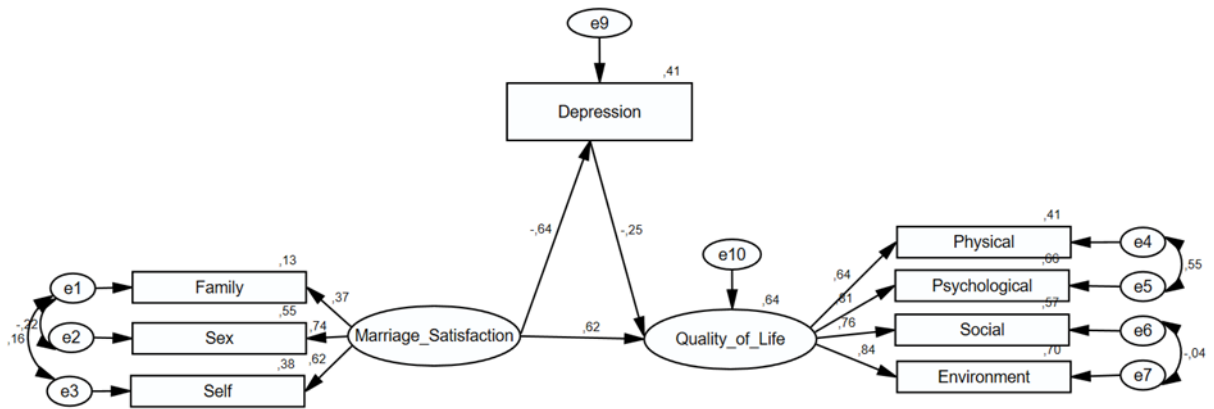 e9
,41
Depression
-,64
-,25
e10
,64
,41
Physical
e4
,64
,66
Psychological
e5
,55
,81
,57
Social
e6
,76
,70
Environment
e7
-,04
,84
Quality_of_Life
,62
Marriage_Satisfaction
,13
e1
Family
,37
,55
e2
Sex
,74
-,22
,16
,38
e3
Self
,62